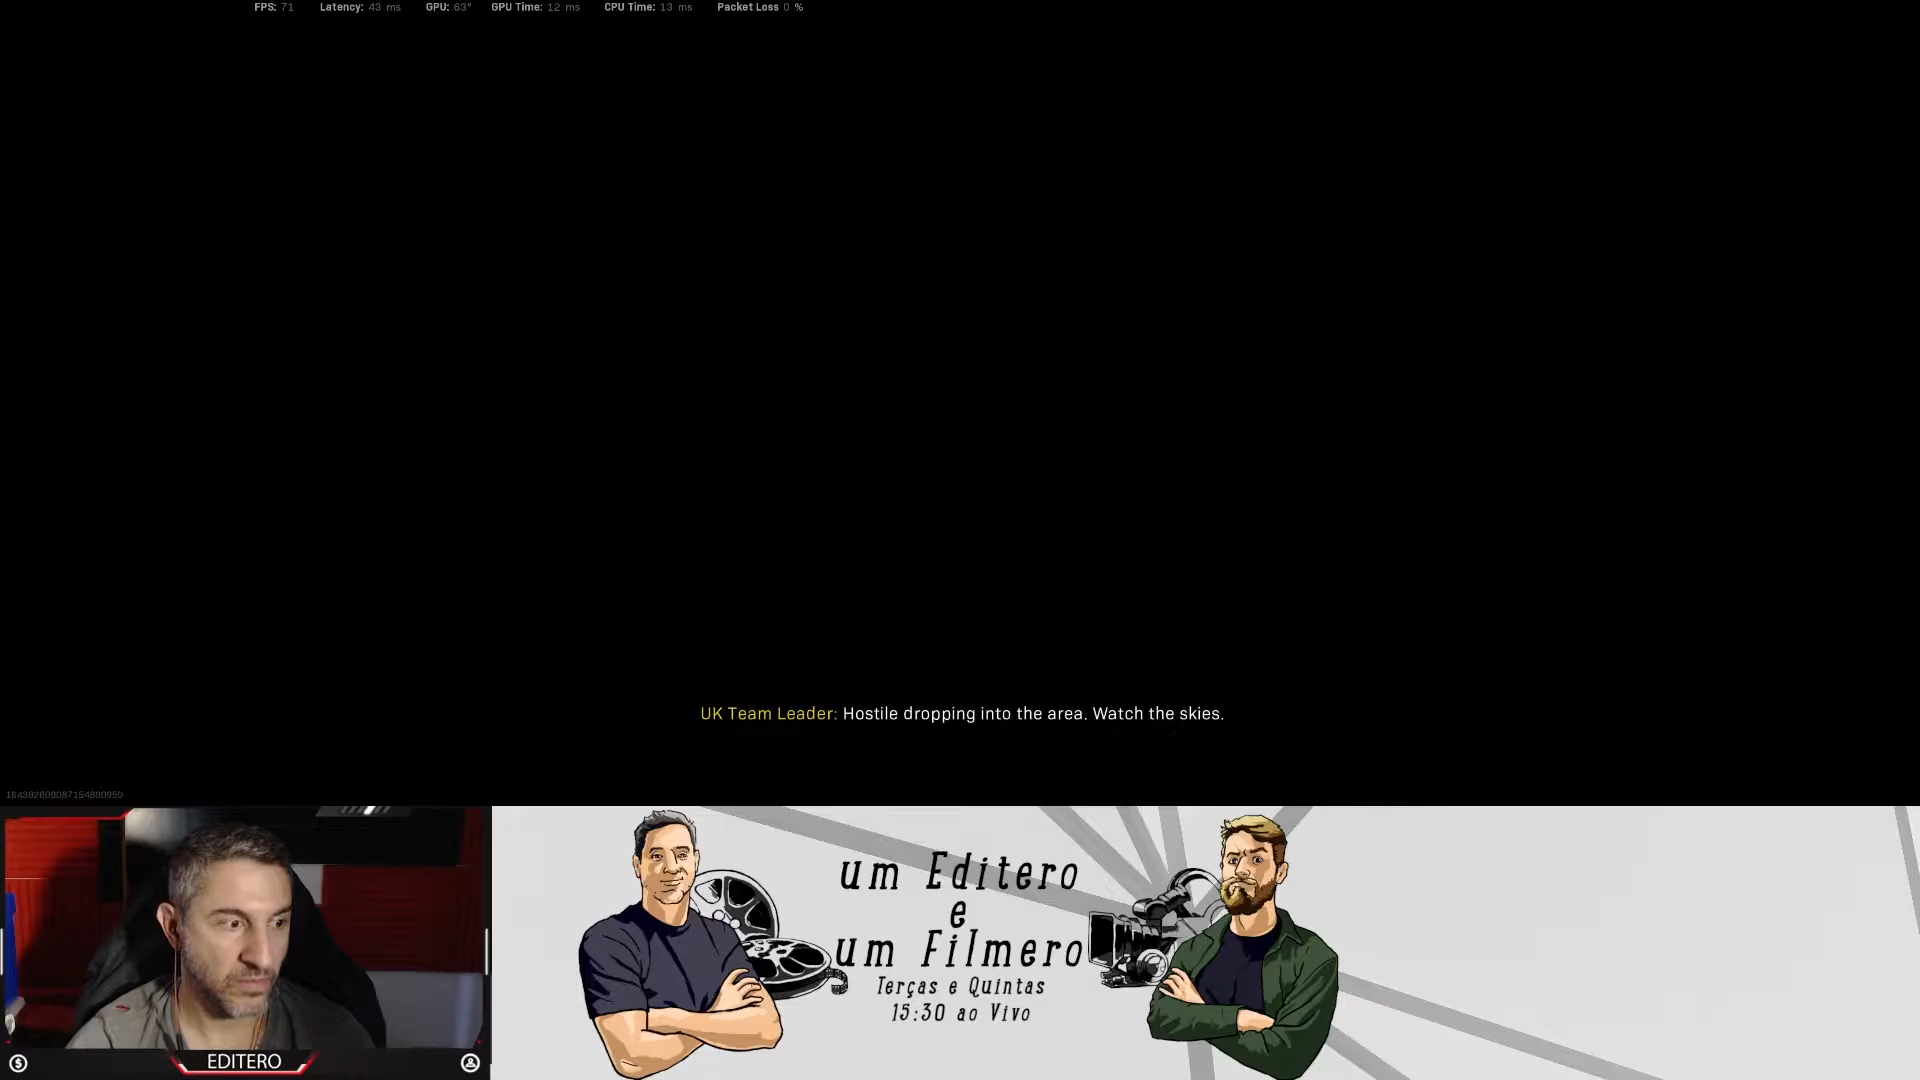 FPS: 71 Latency: 43 ms GPU: 63° GPU Time: 12 ms CPU Time: 13 ms Packet Loss 0 %
UK Team Leader: Hostile dropping into the area. Watch the skies.
um Editero
e
um Filmero
Terças e Quintas
15:30 ao Vivo
EDITERO